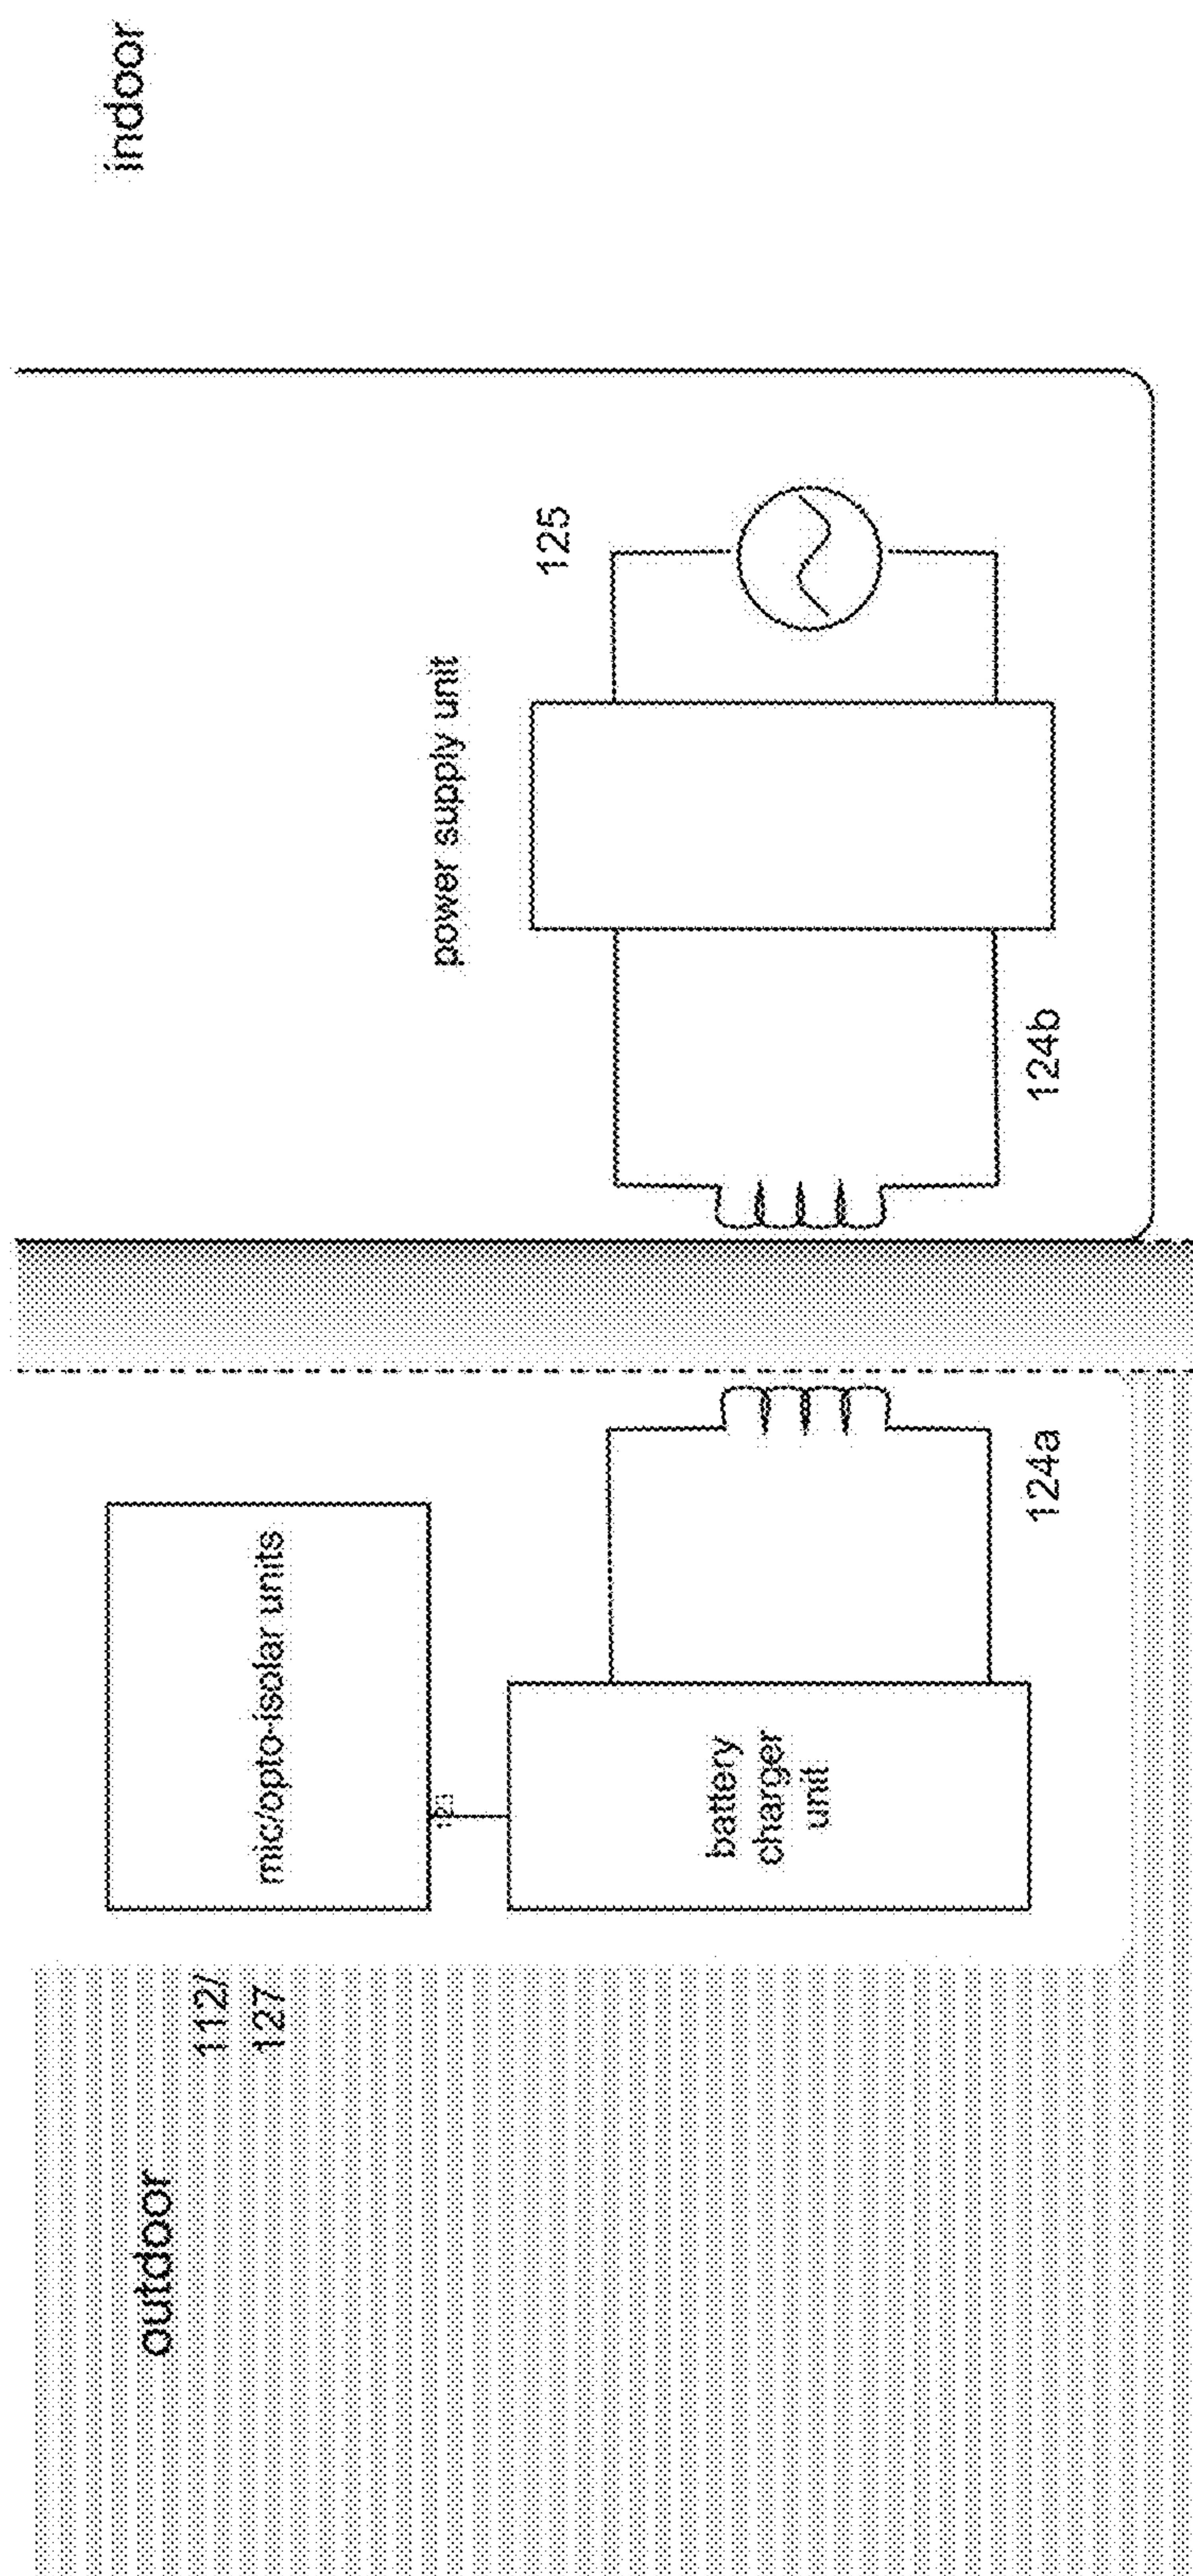 outdoor
indoor
112/
127
mic/opto-isolar units
battery
charger
unit
124a
124b
power supply unit
125